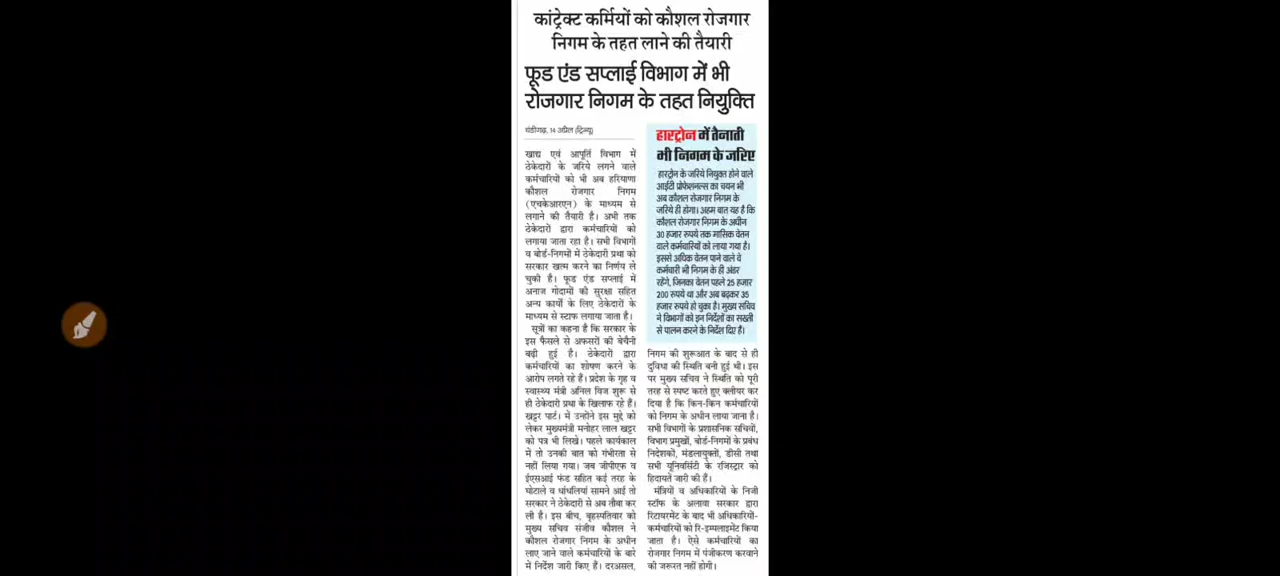 कांट्रेक्ट कर्मियों को कौशल रोजगार
निगम के तहत लाने की तैयारी
फूड एंड सप्लाई विभाग में भी
रोजगार निगम के तहत नियुक्ति
चंडीगढ़, 14 अप्रैल (ट्रिन्यू)
खाद्य एवं आपूर्ति विभाग में
ठेकेदारों के जरिये लगने वाले
कर्मचारियों को भी अब हरियाणा
कौशल रोजगार निगम
(एचकेआरएन) के माध्यम से
लगाने की तैयारी है। अभी तक
ठेकेदारों द्वारा कर्मचारियों को
लगाया जाता रहा है। सभी विभागों
व बोर्ड-निगमों में ठेकेदारी प्रथा को
सरकार खत्म करने का निर्णय ले
चुकी है। फूड एंड सप्लाई में
अनाज गोदामों की सुरक्षा सहित
अन्य कार्यों के लिए ठेकेदारों के
माध्यम से स्टाफ लगाया जाता है।
सूत्रों का कहना है कि सरकार के
इस फैसले से अफसरों की बेचैनी
बढ़ी हुई है। ठेकेदारों द्वारा
कर्मचारियों का शोषण करने के
आरोप लगते रहे हैं। प्रदेश के गृह व
स्वास्थ्य मंत्री अनिल विज शुरू से
ही ठेकेदारी प्रथा के खिलाफ रहे हैं।
खट्टर पार्ट। में उन्होंने इस मुद्दे को
लेकर मुख्यमंत्री मनोहर लाल खट्टर
को पत्र भी लिखे। पहले कार्यकाल
में तो उनकी बात को गंभीरता से
नहीं लिया गया। जब जीपीएफ व
ईएसआई फंड सहित कई तरह के
घोटाले व धांधलियां सामने आई तो
सरकार ने ठेकेदारी से अब तौबा कर
ली है। इस बीच, बृहस्पतिवार को
मुख्य सचिव संजीव कौशल ने
कौशल रोजगार निगम के अधीन
लाए जाने वाले कर्मचारियों के बारे
में निर्देश जारी किए हैं। दरअसल,
हारट्रोन में तैनाती
भी निगम के जरिए
हारट्रोन के जरिये नियुक्त होने वाले
आईटी प्रोफेशनल्स का चयन भी
अब कौशल रोजगार निगम के
जरिये ही होगा। अहम बात यह है कि
कौशल रोजगार निगम के अधीन
30 हजार रुपये तक मासिक वेतन
वाले कर्मचारियों को लाया गया है।
इससे अधिक वेतन पाने वाले वे
कर्मचारी भी निगम के ही अंडर
रहेंगे, जिनका वेतन पहले 25 हजार
200 रुपये था और अब बढ़कर 35
हजार रुपये हो चुका है। मुख्य सचिव
ने विभागों को इन निर्देशों का सख्ती
से पालन करने के निर्देश दिए हैं।
निगम की शुरूआत के बाद से ही
दुविधा की स्थिति बनी हुई थी। इस
पर मुख्य सचिव ने स्थिति को पूरी
तरह से स्पष्ट करते हुए क्लीयर कर
दिया है कि किन-किन कर्मचारियों
को निगम के अधीन लाया जाना है।
सभी विभागों के प्रशासनिक सचिवों,
विभाग प्रमुखों, बोर्ड-निगमों के प्रबंध
निदेशकों, मंडलायुक्तों, डीसी तथा
सभी यूनिवर्सिटी के रजिस्ट्रार को
हिदायतें जारी की हैं।
मंत्रियों व अधिकारियों के निजी
स्टॉफ के अलावा सरकार द्वारा
रिटायरमेंट के बाद भी अधिकारियों-
कर्मचारियों को रि-इम्पलाइमेंट किया
जाता है। ऐसे कर्मचारियों का
रोजगार निगम में पंजीकरण करवाने
की जरूरत नहीं होगी।